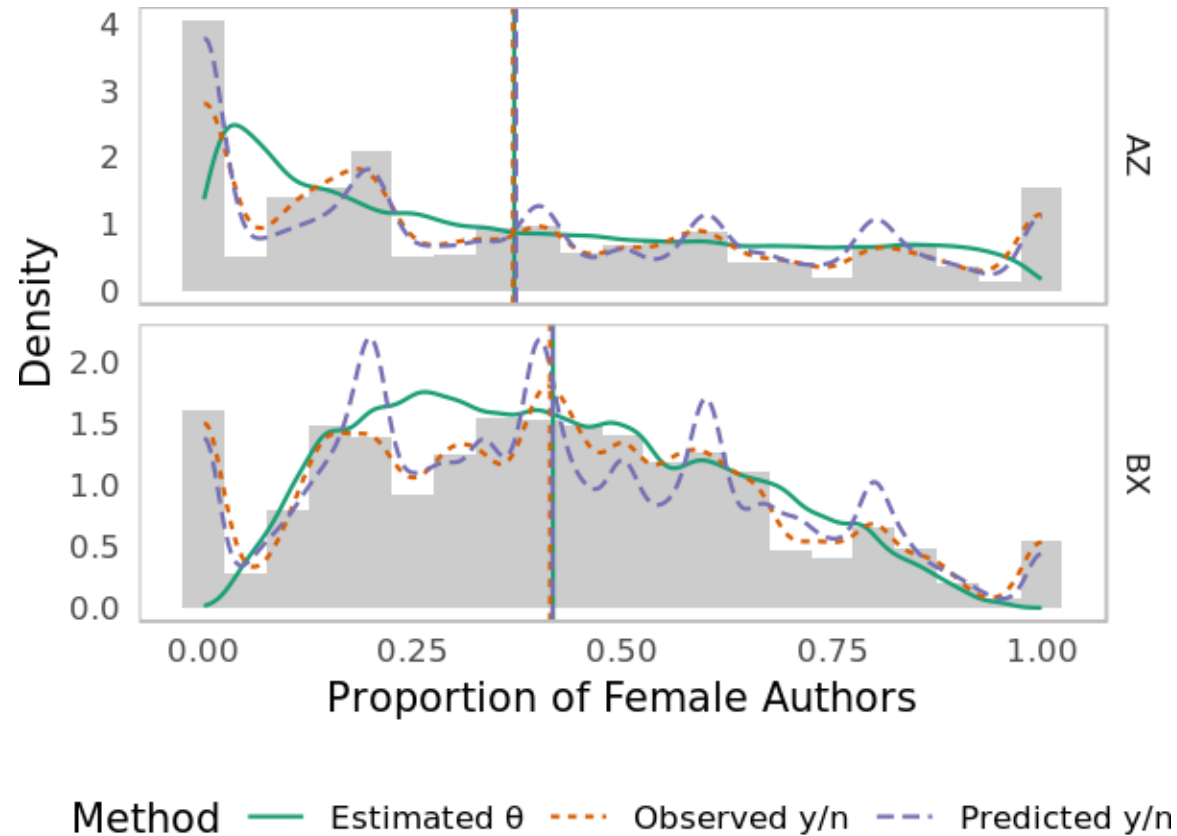 4
3
2
1
0
AZ
Density
2.0
1.5
1.0
0.5
0.0
BX
0.00 0.25 0.50 0.75 1.00
Proportion of Female Authors
Method Estimated θ Observed y/n Predicted y/n